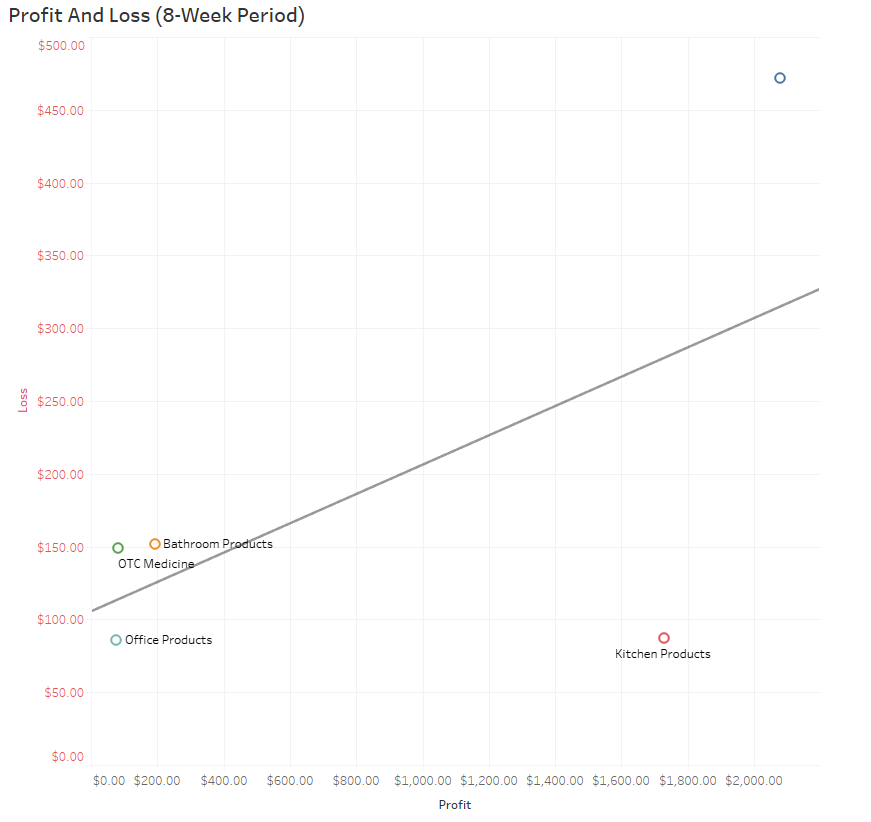 Profit And Loss (8-Week Period)
$500.00
$450.00
$400.00
$350.00
$300.00
Loss
$250.00
$200.00
$150.00
Bathroom Products
OTC Medicine
$100.00
Office Products
Kitchen Products
$50.00
$0.00
$0.00 $200.00 $400.00 $600.00 $800.00 $1,000.00 $1,200.00 $1,400.00 $1,600.00 $1,800.00 $2,000.00
Profit